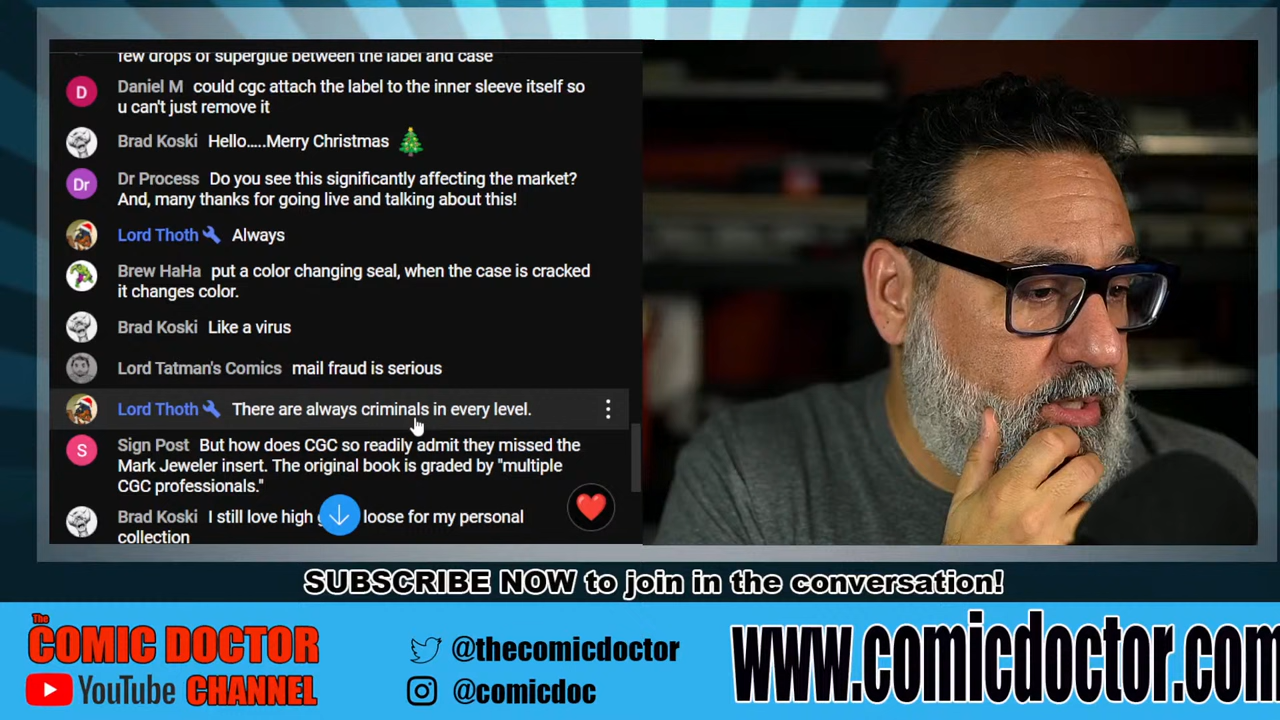 few drops of superglue between the label and case
D
Daniel M could cgc attach the label to the inner sleeve itself so
u can't just remove it
Brad Koski Hello.....Merry Christmas 🎄
Dr
Dr Process Do you see this significantly affecting the market?
And, many thanks for going live and talking about this!
Lord Thoth Always
Brew HaHa put a color changing seal, when the case is cracked
it changes color.
Brad Koski Like a virus
Lord Tatman's Comics mail fraud is serious
Lord Thoth There are always criminals in every level.
S
Sign Post But how does CGC so readily admit they missed the
Mark Jeweler insert. The original book is graded by "multiple
CGC professionals."
Brad Koski I still love high g loose for my personal
collection
SUBSCRIBE NOW to join in the conversation!
The
COMIC DOCTOR
YouTube CHANNEL
@thecomicdoctor
@comicdoc
www.comicdoctor.com